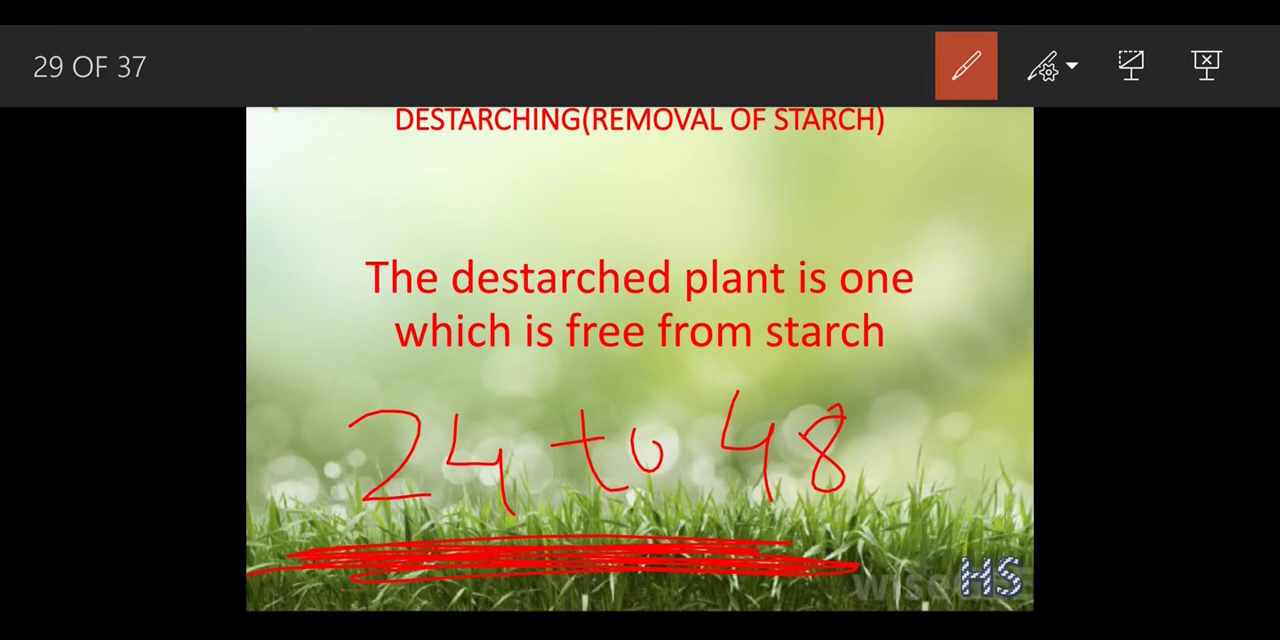 29 OF 37
DESTARCHING(REMOVAL OF STARCH)
The destarched plant is one
which is free from starch
24 to 48
HS